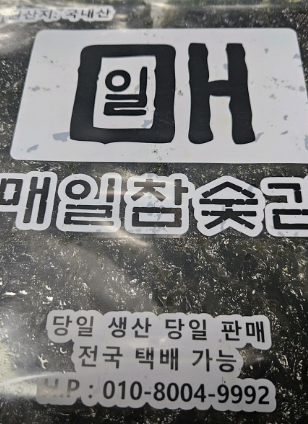 원산지: 국내산
매일
매일참숯
당일 생산 당일 판매
전국 택배 가능
H.P : 010-8004-9992